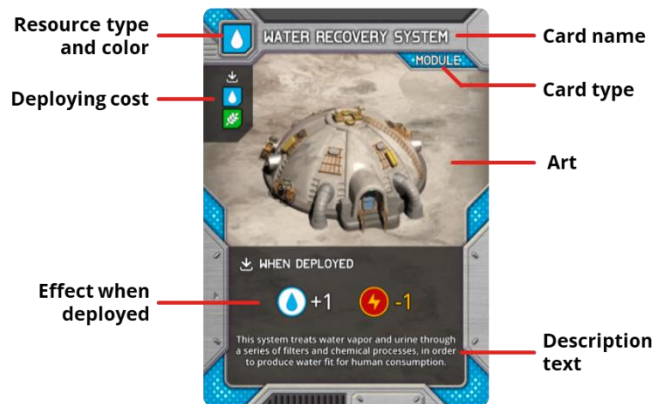 Resource type
and color
WATER RECOVERY SYSTEM
Card name
•MODULE•
Card type
Deploying cost
Art
WHEN DEPLOYED
Effect when
deployed
+1
-1
This system treats water vapor and urine through
a series of filters and chemical processes, in order
to produce water fit for human consumption.
Description
text